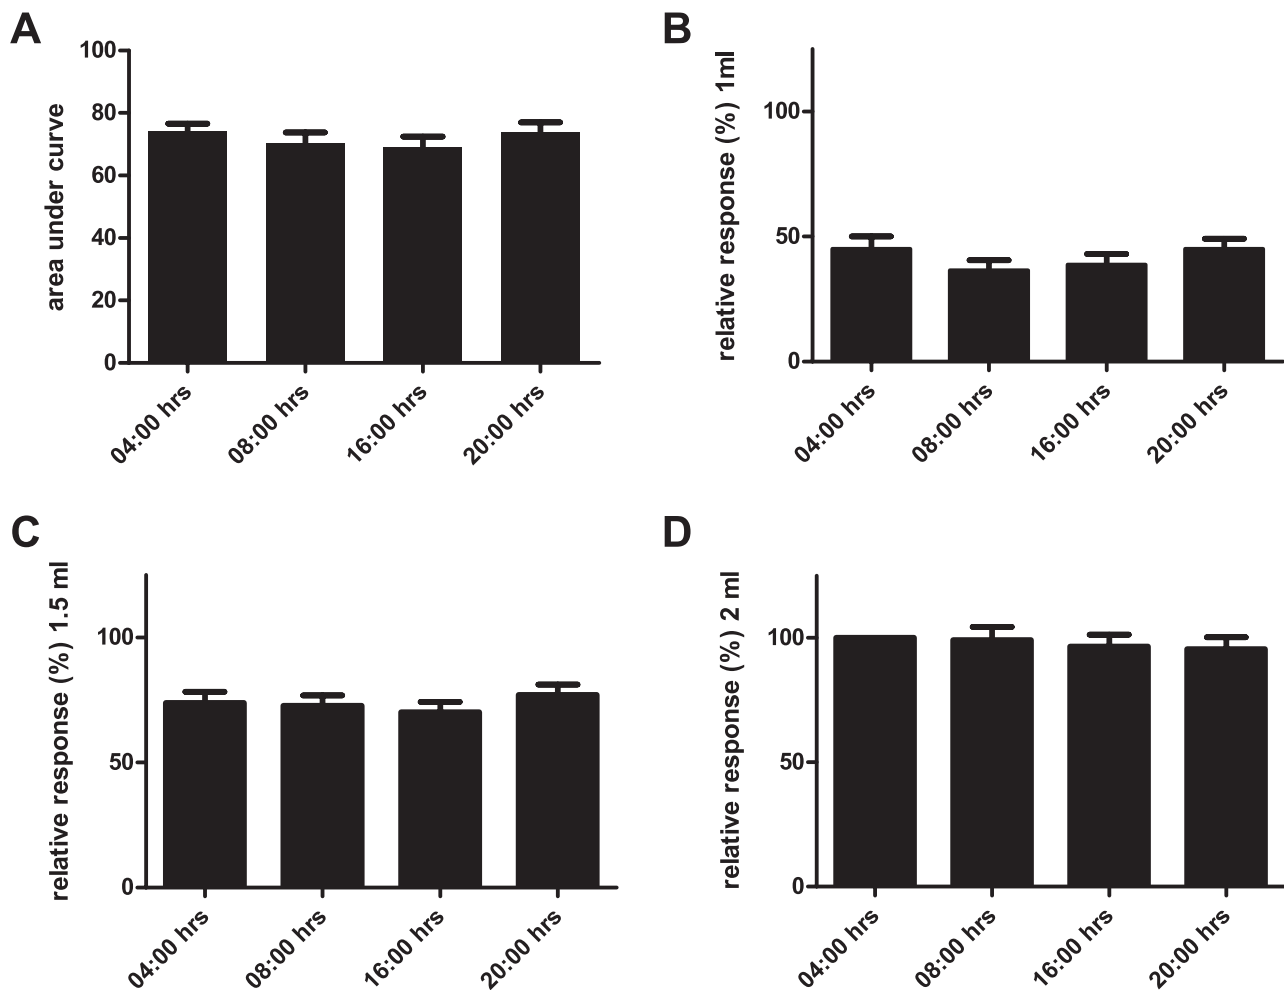 A
area under curve
100
80
60
40
20
0
04:00 hrs
08:00 hrs
16:00 hrs
20:00 hrs
B
relative response (%) 1ml
100
50
0
04:00 hrs
08:00 hrs
16:00 hrs
20:00 hrs
C
relative response (%) 1.5 ml
100
50
0
04:00 hrs
08:00 hrs
16:00 hrs
20:00 hrs
D
relative response (%) 2 ml
100
50
0
04:00 hrs
08:00 hrs
16:00 hrs
20:00 hrs